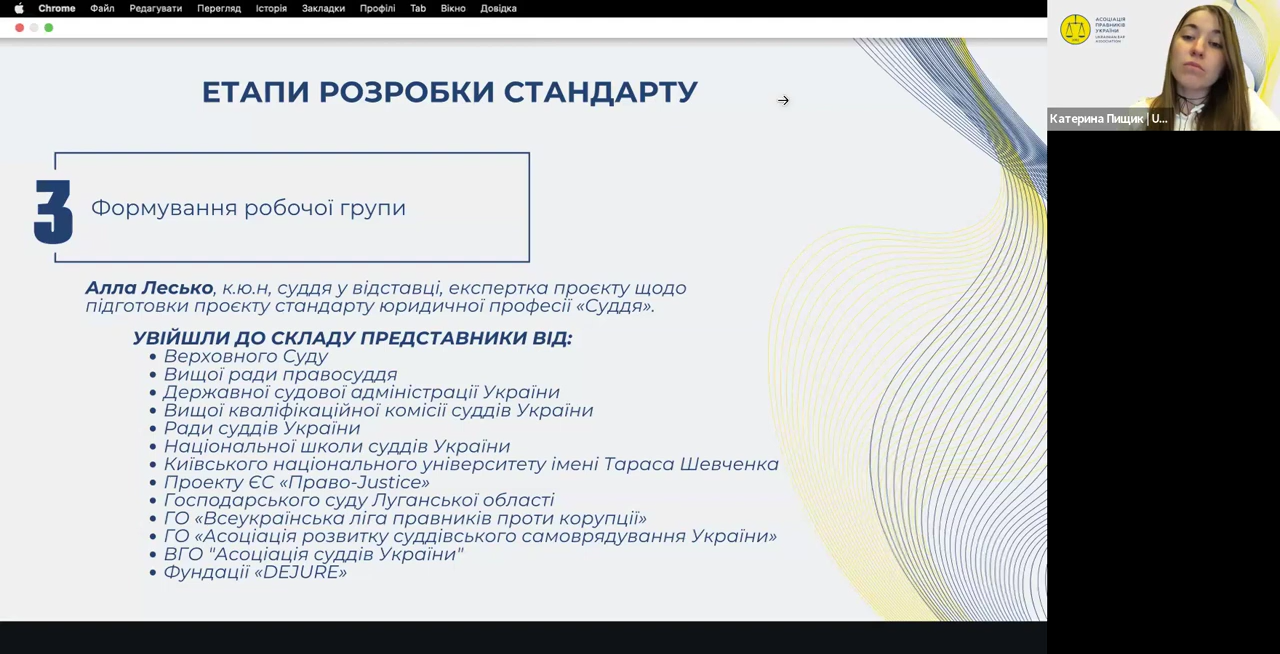 Chrome Файл Редагувати Перегляд Історія Закладки Профілі Tab Вікно Довідка
АСОЦІАЦІЯ
ПРАВНИКІВ
УКРАЇНИ
UKRAINIAN BAR
ASSOCIATION
Катерина Пищик | U...
ЕТАПИ РОЗРОБКИ СТАНДАРТУ
3
Формування робочої групи
Алла Лесько, к.ю.н, суддя у відставці, експертка проєкту щодо
підготовки проєкту стандарту юридичної професії «Суддя».
УВІЙШЛИ ДО СКЛАДУ ПРЕДСТАВНИКИ ВІД:
• Верховного Суду
• Вищої ради правосуддя
• Державної судової адміністрації України
• Вищої кваліфікаційної комісії суддів України
• Ради суддів України
• Національної школи суддів України
• Київського національного університету імені Тараса Шевченка
• Проекту ЄС «Право-Justice»
• Господарського суду Луганської області
• ГО «Всеукраїнська ліга правників проти корупції»
• ГО «Асоціація розвитку суддівського самоврядування України»
• ВГО "Асоціація суддів України"
• Фундації «DEJURE»